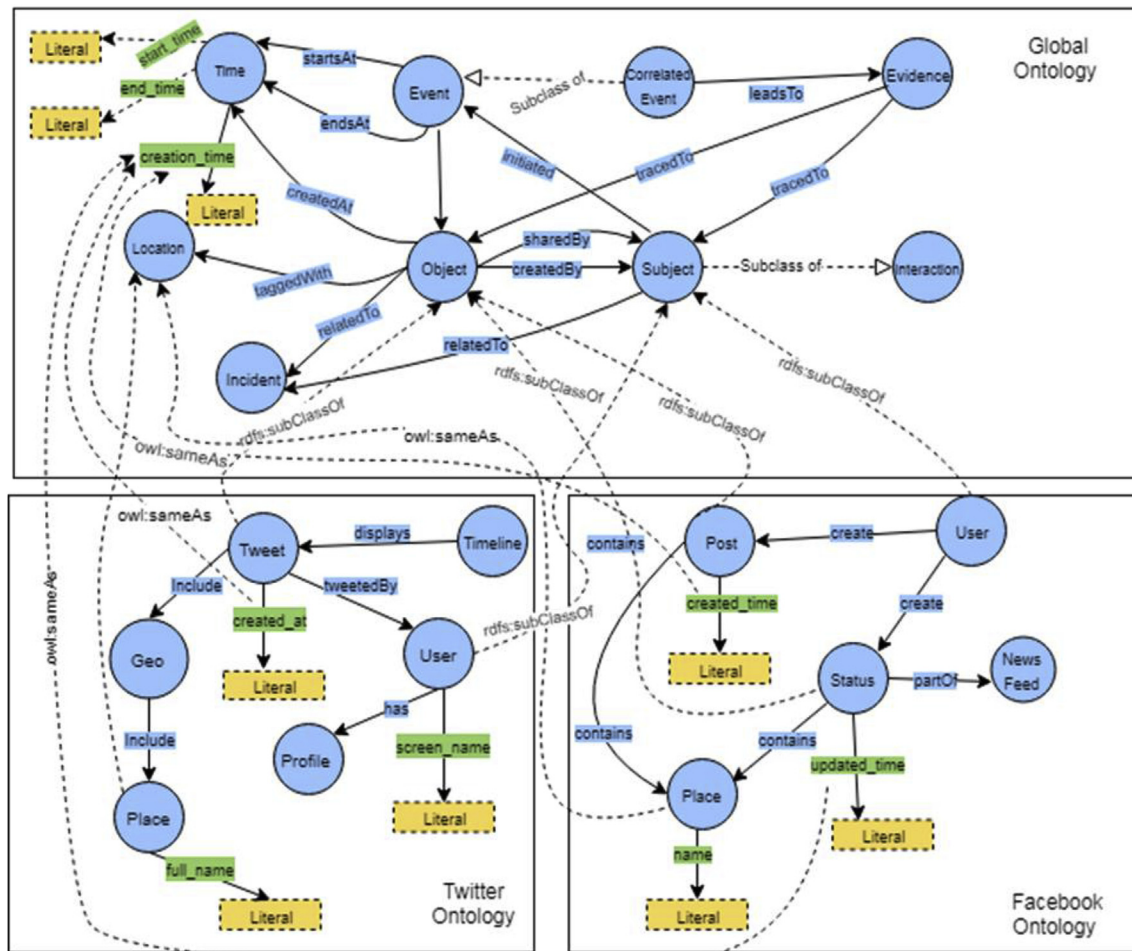 Global
Ontology
Literal
start_time
Time
startsAt
Event
Subclass of
Correlated
Event
leadsTo
Evidence
end_time
Literal
endsAt
creation_time
initiated
tracedTo
tracedTo
Literal
createdAt
Location
taggedWith
Object
sharedBy
createdBy
Subject
Subclass of
Interaction
relatedTo
relatedTo
Incident
rdfs:subClassOf
rdfs:subClassOf
rdfs:subClassOf
rdfs:subClassOf
owl:sameAs
owl:sameAs
owl:sameAs
owl:sameAs
Tweet
displays
Timeline
Include
tweetedBy
created_at
Geo
User
rdfs:subClassOf
Literal
Include
has
Profile
screen_name
Place
Literal
full_name
Literal
Twitter
Ontology
contains
Post
create
User
created_time
create
Literal
Status
partOf
News
Feed
contains
contains
updated_time
Place
Literal
name
Literal
Facebook
Ontology